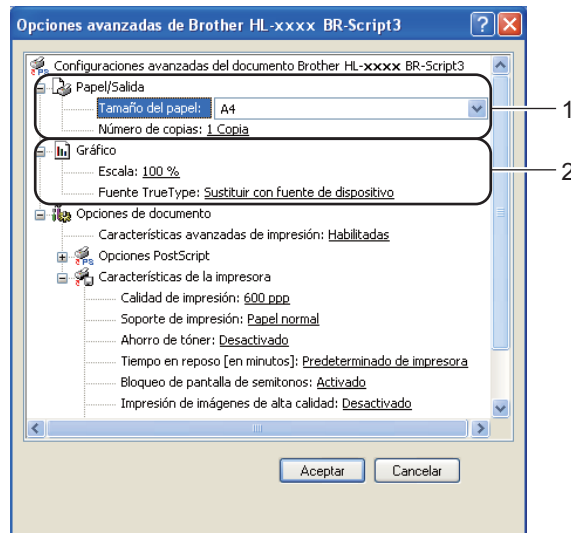 Opciones avanzadas de Brother HL-xxxx BR-Script3
Configuraciones avanzadas del documento Brother HL-xxxx BR-Script3
Papel/Salida
Tamaño del papel: A4
1
Número de copias: 1 Copia
Gráfico
2
Escala: 100 %
Fuente TrueType: Sustituir con fuente de dispositivo
Opciones de documento
Características avanzadas de impresión: Habilitadas
PS Opciones PostScript
Características de la impresora
Calidad de impresión: 600 ppp
Soporte de impresión: Papel normal
Ahorro de tóner: Desactivado
Tiempo en reposo [en minutos]: Predeterminado de impresora
Bloqueo de pantalla de semitonos: Activado
Impresión de imágenes de alta calidad: Desactivado
Aceptar Cancelar